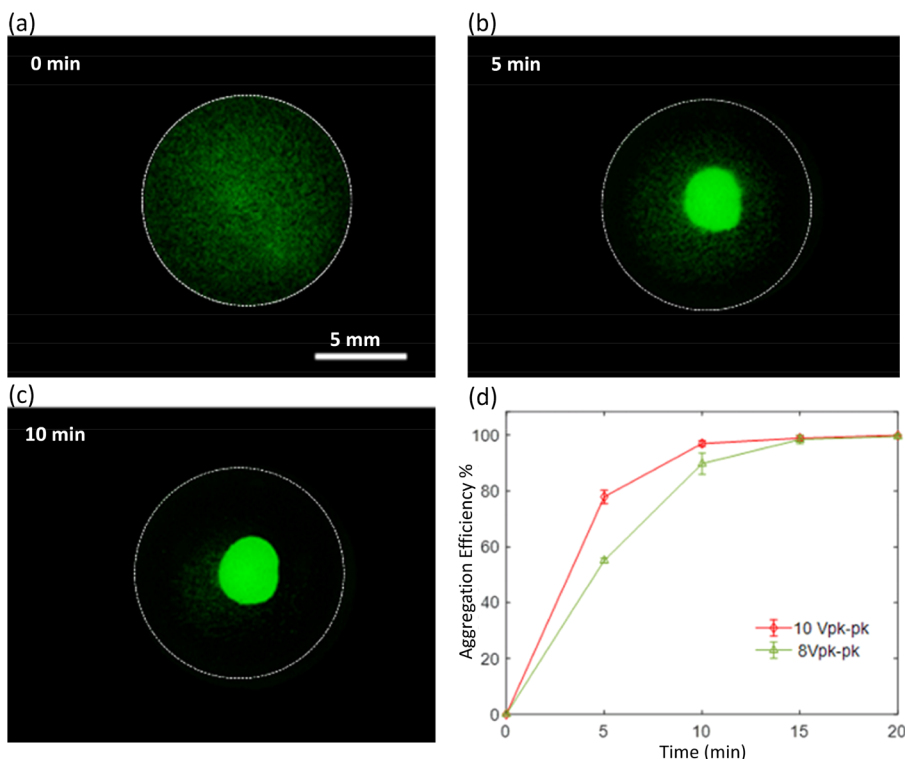 (a)
0 min
5 mm
(b)
5 min
(c)
10 min
(d)
Aggregation Efficiency %
100
80
60
40
20
0
10 Vpk-pk
8Vpk-pk
0 5 10 15 20
Time (min)